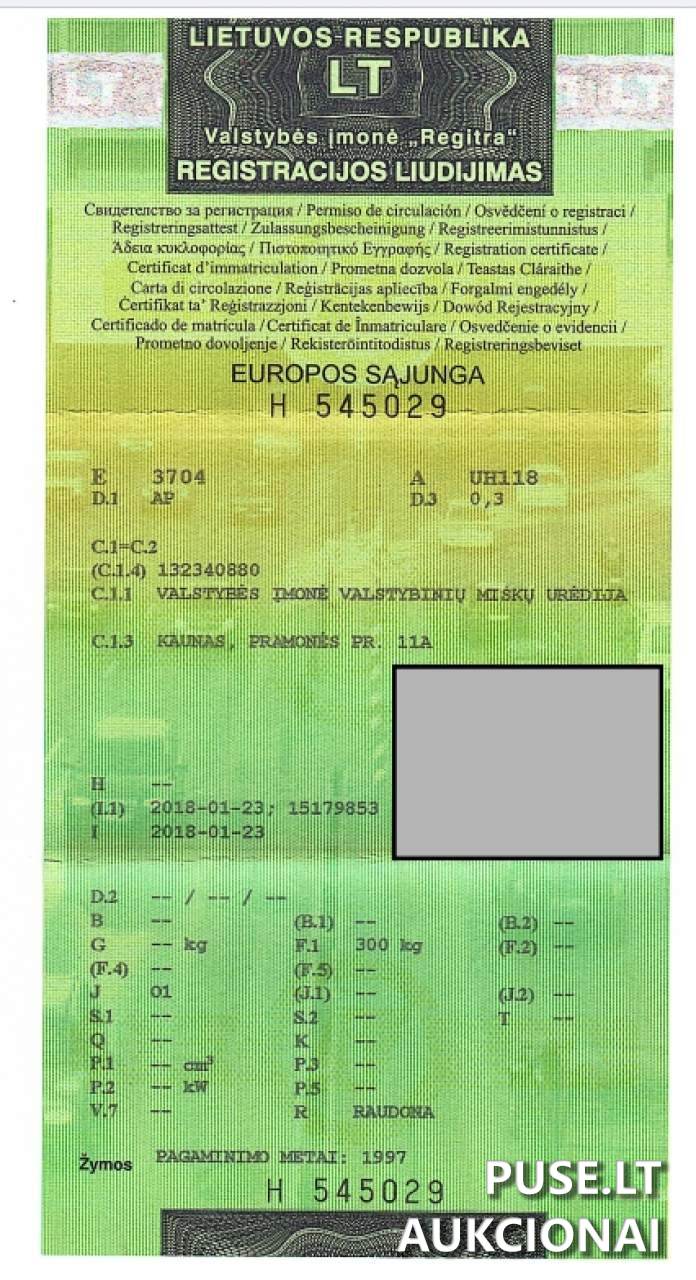 LIETUVOS RESPUBLIKA
LT
LT
LT
Valstybės įmonė „Regitra“
REGISTRACIJOS LIUDIJIMAS
Свидетелство за регистрация / Permiso de circulación / Osvědčení o registraci /
Registreringsattest / Zulassungsbescheinigung / Registreerimistunnistus /
Άδεια κυκλοφορίας / Πιστοποιητικό Εγγραφής / Registration certificate /
Certificat d’immatriculation / Prometna dozvola / Teastas Cláraithe /
Carta di circolazione / Reģistrācijas apliecība / Forgalmi engedély /
Ċertifikat ta’ Reġistrazzjoni / Kentekenbewijs / Dowód Rejestracyjny /
Certificado de matrícula / Certificat de Înmatriculare / Osvedčenie o evidencii /
Prometno dovoljenje / Rekisteröintitodistus / Registreringsbeviset
EUROPOS SĄJUNGA
H 545029
E 3704 A UH118
D.1 AP D.3 0,3
C.1=C.2
(C.1.4) 132340880
C.1.1 VALSTYBĖS ĮMONĖ VALSTYBINIŲ MIŠKŲ URĖDIJA
C.1.3 KAUNAS, PRAMONĖS PR. 11A
H --
(I.1) 2018-01-23; 15179853
I 2018-01-23
D.2 -- / -- / --
B -- (B.1) -- (B.2) --
G -- kg F.1 300 kg (F.2) --
(F.4) -- (F.5) --
J 01 (J.1) -- (J.2) --
S.1 -- S.2 -- T --
Q -- K --
P.1 -- cm³ P.3 --
P.2 -- kW P.5 --
V.7 -- R RAUDONA
Žymos PAGAMINIMO METAI: 1997
H 545029
PUSE.LT
AUKCIONAI